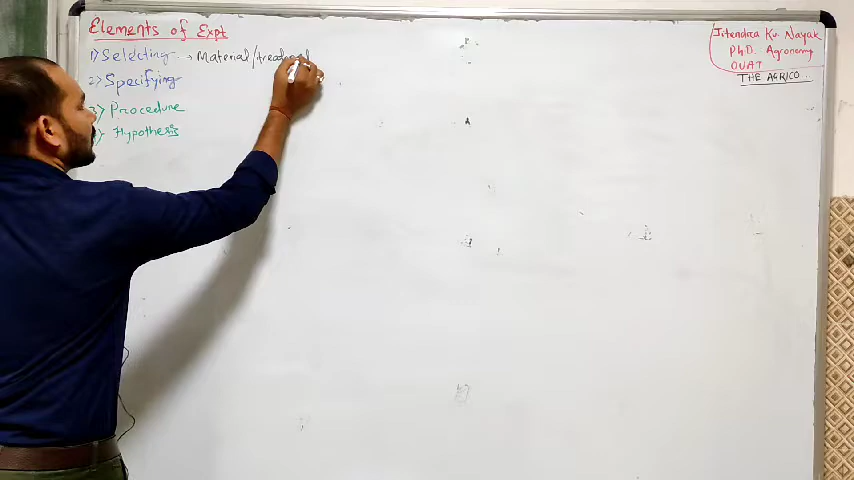 Elements of Expt
1) Selecting → Material/treatment
2) Specifying
3) Procedure
4) Hypothesis
Jitendra Ku. Nayak
PhD. Agronomy
OUAT
THE AGRICO